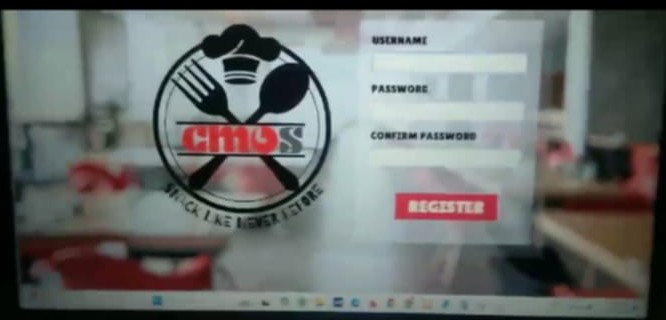 CMOS
SNACK LIKE NEVER BEFORE
USERNAME
PASSWORD
CONFIRM PASSWORD
REGISTER